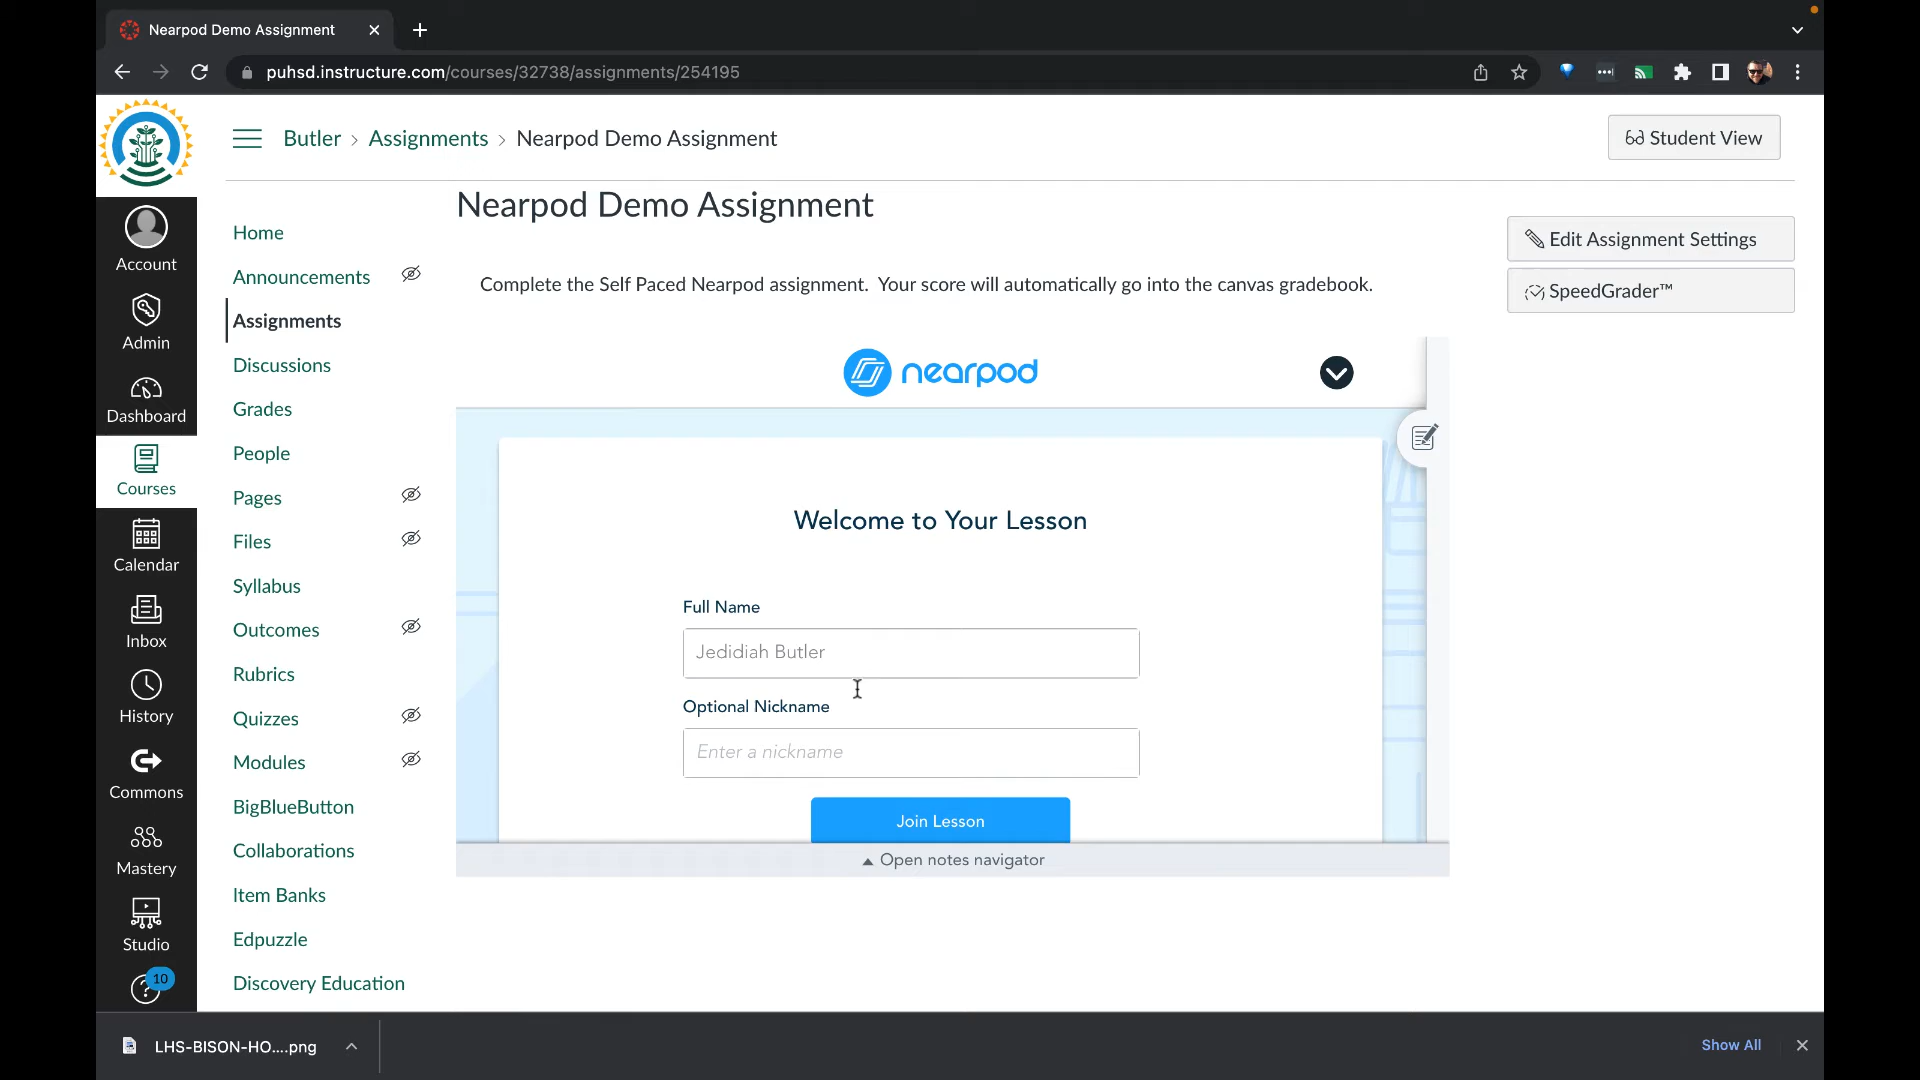 Nearpod Demo Assignment
puhsd.instructure.com/courses/32738/assignments/254195
Butler > Assignments > Nearpod Demo Assignment
Student View
Account
Admin
Dashboard
Courses
Calendar
Inbox
History
Commons
Mastery
Studio
10
Home
Announcements
Assignments
Discussions
Grades
People
Pages
Files
Syllabus
Outcomes
Rubrics
Quizzes
Modules
BigBlueButton
Collaborations
Item Banks
Edpuzzle
Discovery Education
Nearpod Demo Assignment
Complete the Self Paced Nearpod assignment.  Your score will automatically go into the canvas gradebook.
nearpod
Welcome to Your Lesson
Full Name
Jedidiah Butler
Optional Nickname
Enter a nickname
Join Lesson
Open notes navigator
Edit Assignment Settings
SpeedGrader™
LHS-BISON-HO....png
Show All